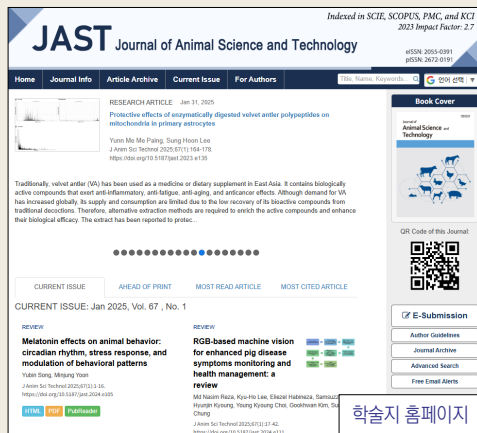 Indexed in SCIE, SCOPUS, PMC, and KCI
2023 Impact Factor: 2.7
JAST Journal of Animal Science and Technology
eISSN: 2055-0391
pISSN: 2672-0191
Home Journal Info Article Archive Current Issue For Authors
Title, Name, Keywords... G 언어 선택 ▼
RESEARCH ARTICLE Jan 31, 2025
Protective effects of enzymatically digested velvet antler polypeptides on
mitochondria in primary astrocytes
Yunn Me Me Paing, Sung Hoon Lee
J Anim Sci Technol 2025;67(1):164-178.
https://doi.org/10.5187/jast.2023.e135
Traditionally, velvet antler (VA) has been used as a medicine or dietary supplement in East Asia. It contains biologically
active compounds that exert anti-inflammatory, anti-fatigue, anti-aging, and anticancer effects. Although demand for VA
has increased globally, its supply and consumption are limited due to the low recovery of its bioactive compounds from
traditional decoctions. Therefore, alternative extraction methods are required to enrich the active compounds and enhance
their biological efficacy. The extract has been reported to protec...
Book Cover
Journal of
Animal Science and
Technology
QR Code of this Journal:
CURRENT ISSUE AHEAD OF PRINT MOST READ ARTICLE MOST CITED ARTICLE
CURRENT ISSUE: Jan 2025, Vol. 67 , No. 1
REVIEW
Melatonin effects on animal behavior:
circadian rhythm, stress response, and
modulation of behavioral patterns
Yubin Song, Minjung Yoon
J Anim Sci Technol 2025;67(1):1-16.
https://doi.org/10.5187/jast.2024.e105
HTML PDF PubReader
REVIEW
RGB-based machine vision
for enhanced pig disease
symptoms monitoring and
health management: a
review
Md Nasim Reza, Kyu-Ho Lee, Eliezel Habineza, Samsuz
Hyunjin Kyoung, Young Kyoung Choi, Gookhwan Kim, Su
Chung
J Anim Sci Technol 2025;67(1):17-42.
https://doi.org/10.5187/jast.2024.e111
E-Submission
Author Guidelines
Journal Archive
Advanced Search
Free Email Alerts
학술지 홈페이지